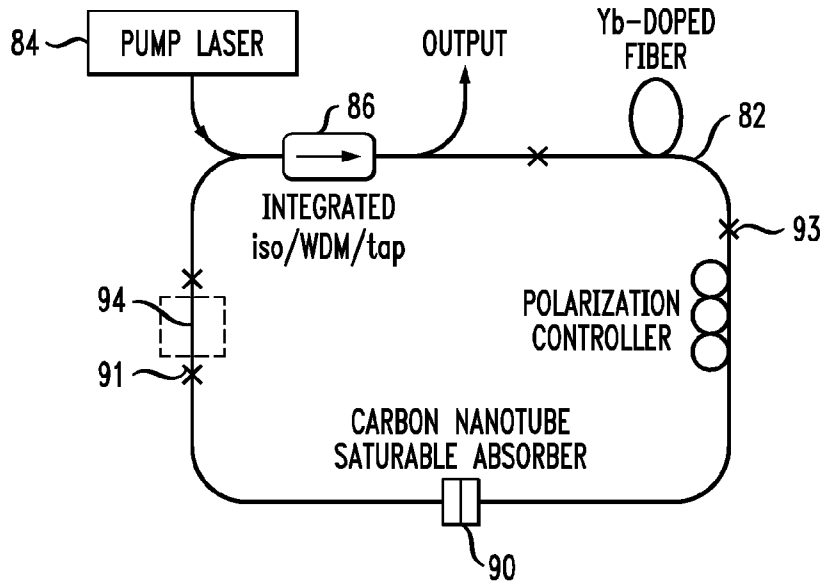 84
PUMP LASER
OUTPUT
Yb-DOPED
FIBER
86
82
INTEGRATED
iso/WDM/tap
93
94
POLARIZATION
CONTROLLER
91
CARBON NANOTUBE
SATURABLE ABSORBER
90